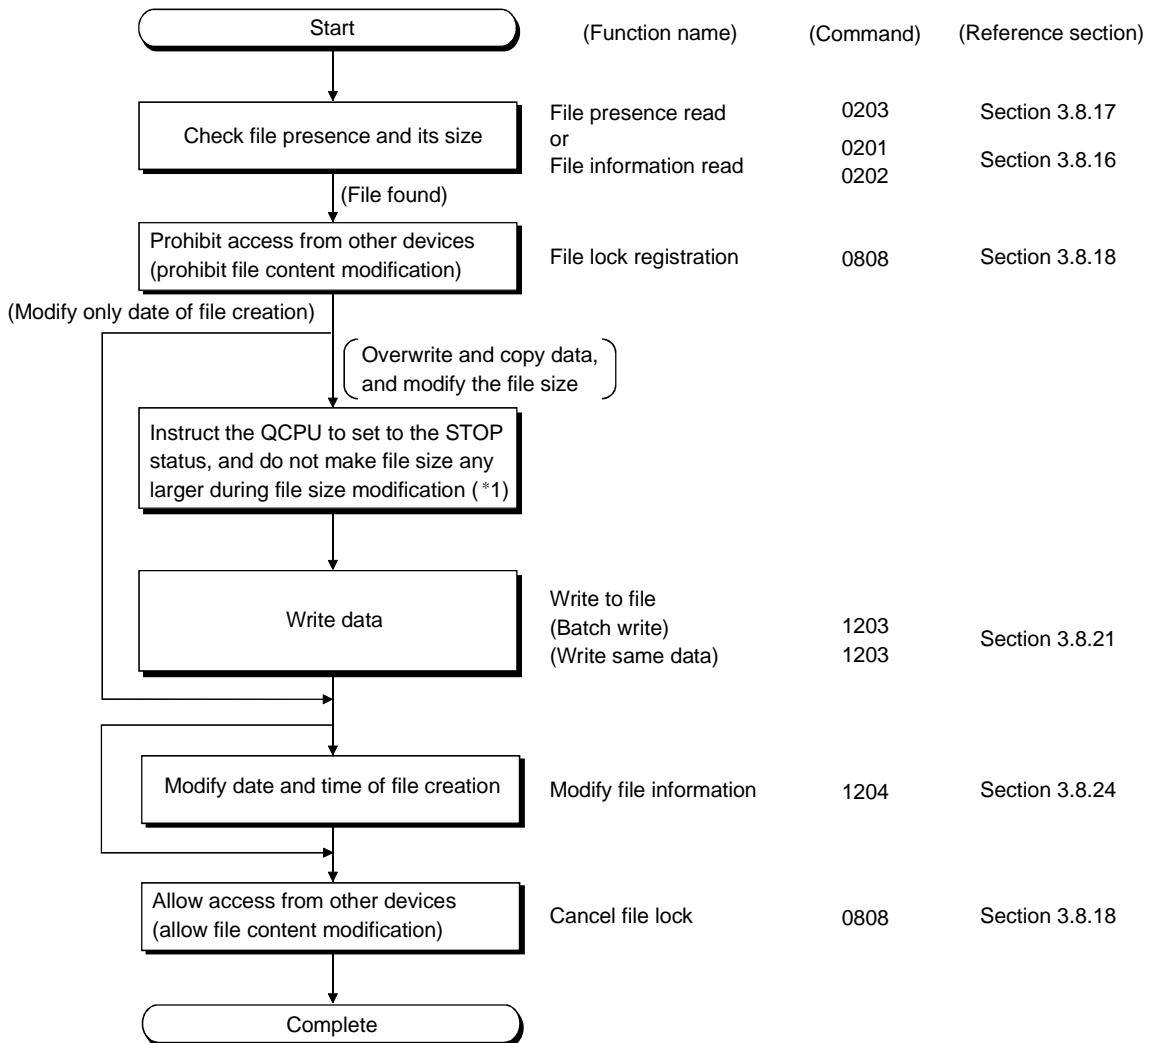 Start
(Function name)
(Command)
(Reference section)
Check file presence and its size
File presence read
0203
Section 3.8.17
or
0201
File information read
Section 3.8.16
0202
(File found)
Prohibit access from other devices
(prohibit file content modification)
File lock registration
0808
Section 3.8.18
(Modify only date of file creation)
Overwrite and copy data,
and modify the file size
Instruct the QCPU to set to the STOP
status, and do not make file size any
larger during file size modification (*1)
Write data
Write to file
(Batch write)
1203
(Write same data)
1203
Section 3.8.21
Modify date and time of file creation
Modify file information
1204
Section 3.8.24
Allow access from other devices
(allow file content modification)
Cancel file lock
0808
Section 3.8.18
Complete